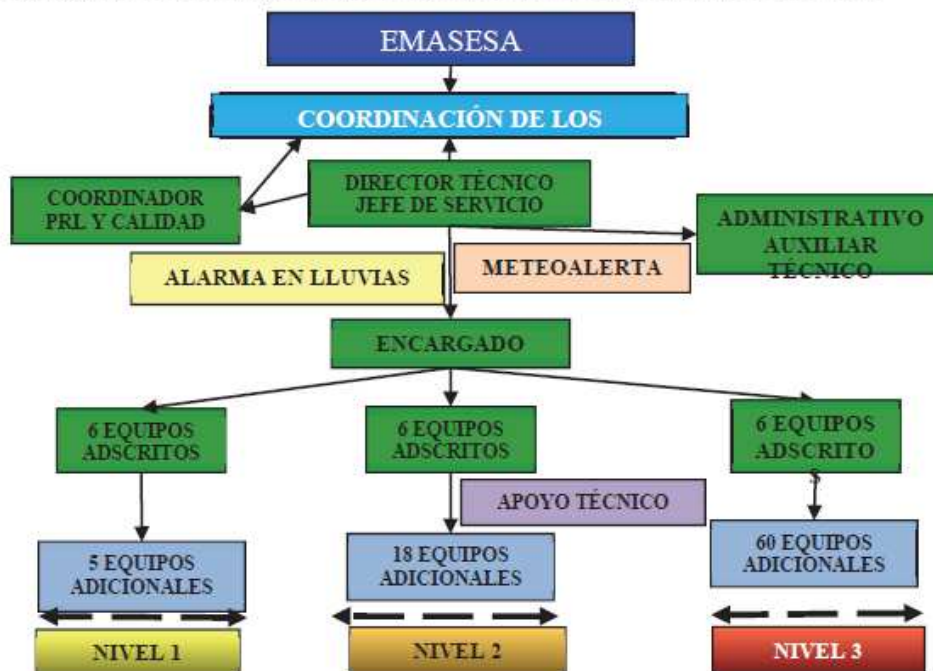 EMASESA
COORDINACIÓN DE LOS
COORDINADOR
PRL Y CALIDAD
DIRECTOR TÉCNICO
JEFE DE SERVICIO
ADMINISTRATIVO
AUXILIAR
TÉCNICO
ALARMA EN LLUVIAS
METEOALERTA
ENCARGADO
6 EQUIPOS
ADSCRITOS
6 EQUIPOS
ADSCRITOS
6 EQUIPOS
ADSCRITO
S
APOYO TÉCNICO
5 EQUIPOS
ADICIONALES
18 EQUIPOS
ADICIONALES
60 EQUIPOS
ADICIONALES
NIVEL 1
NIVEL 2
NIVEL 3